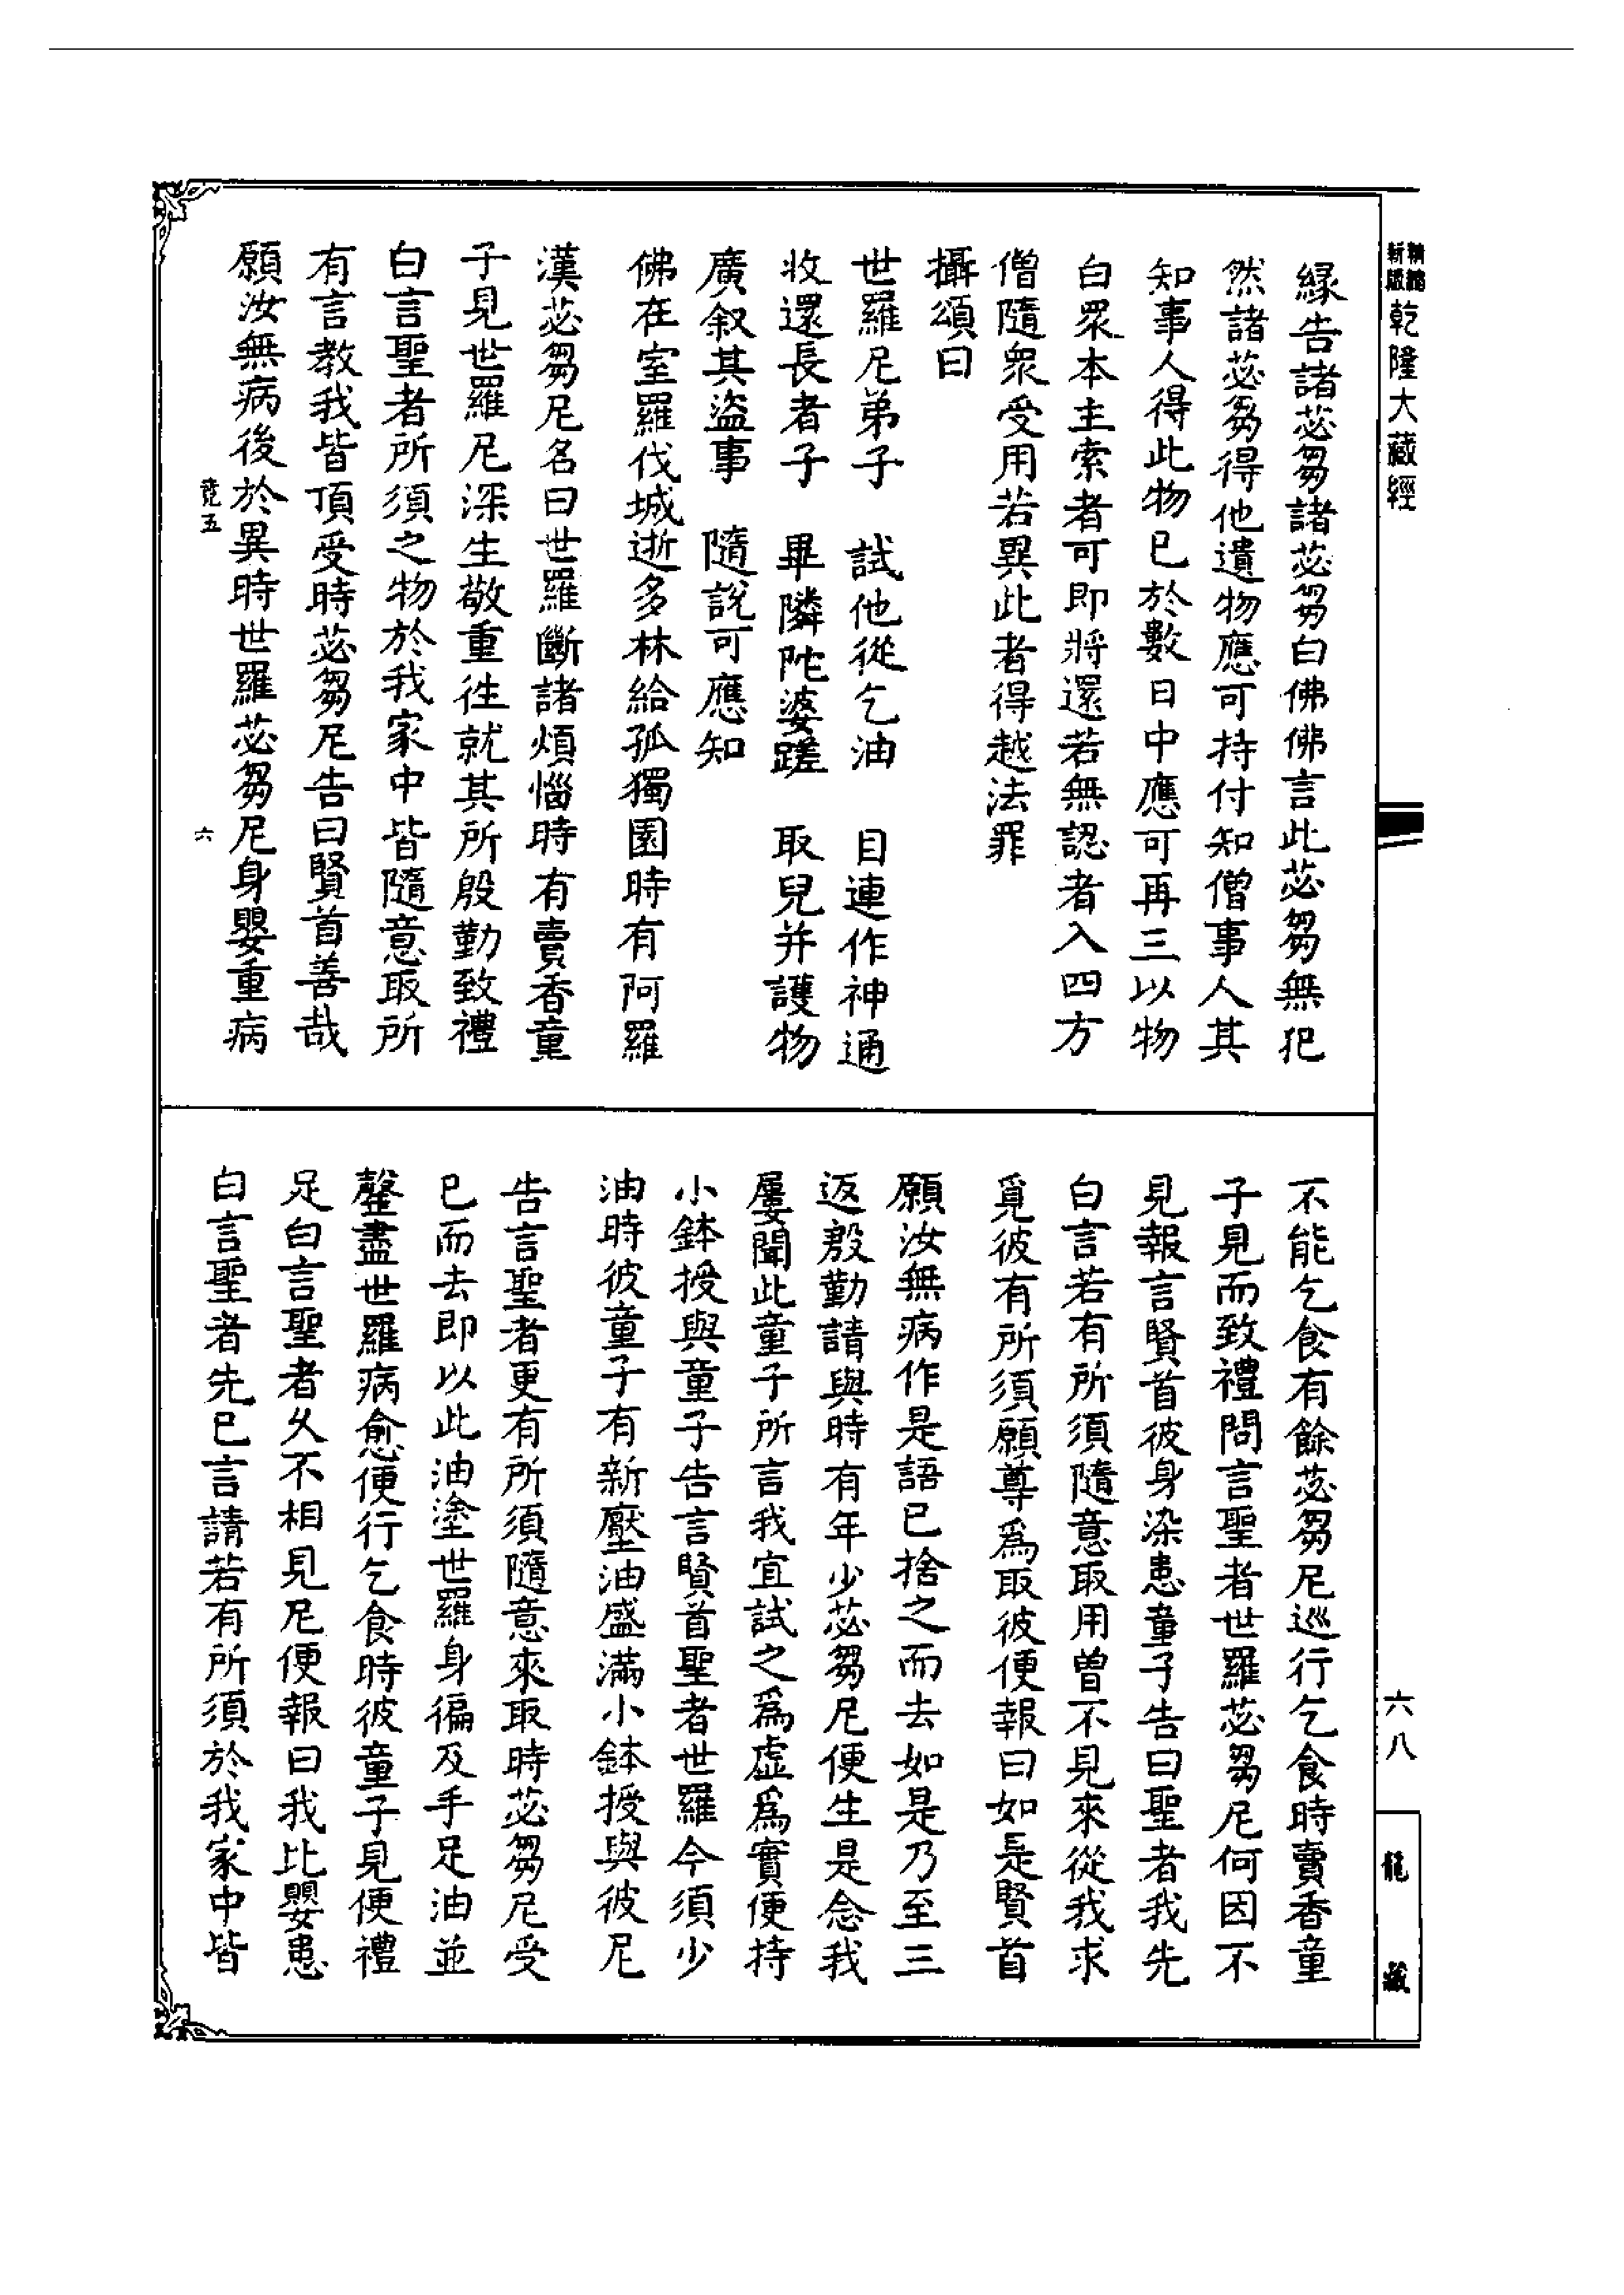 新版 精縮 乾隆大藏經
緣告諸苾芻諸苾芻白佛佛言此苾芻無犯
然諸苾芻得他遺物應可持付知僧事人其
知事人得此物已於數日中應可再三以物
白眾本主索者可即將還若無認者入四方
僧隨眾受用若異此者得越法罪
攝頌曰
世羅尼弟子　試他從乞油　目連作神通
收還長者子　畢隣陀婆蹉　取兒并護物
廣叙其盜事　隨說可應知
佛在室羅伐城逝多林給孤獨園時有阿羅
漢苾芻尼名曰世羅斷諸煩惱時有賣香童
子見世羅尼深生敬重往就其所殷勤致禮
白言聖者所須之物於我家中皆隨意取所
有言教我皆頂受時苾芻尼告曰賢首善哉
願汝無病後於異時世羅苾芻尼身嬰重病
五
六
不能乞食有餘苾芻尼巡行乞食時賣香童
子見而致禮問言聖者世羅苾芻尼何因不
見報言賢首彼身染患童子告曰聖者我先
白言若有所須隨意取用曾不見來從我求
覓彼有所須願尊為取彼便報曰如是賢首
願汝無病作是語已捨之而去如是乃至三
返殷勤請與時有年少苾芻尼便生是念我
屢聞此童子所言我宜試之為虛為實便持
小鉢授與童子告言賢首聖者世羅今須少
油時彼童子有新壓油盛滿小鉢授與彼尼
告言聖者更有所須隨意來取時苾芻尼受
已而去即以此油塗世羅身徧及手足油並
罄盡世羅病愈便行乞食時彼童子見便禮
足白言聖者久不相見尼便報曰我比嬰患
白言聖者先已言請若有所須於我家中皆
六八
龍藏